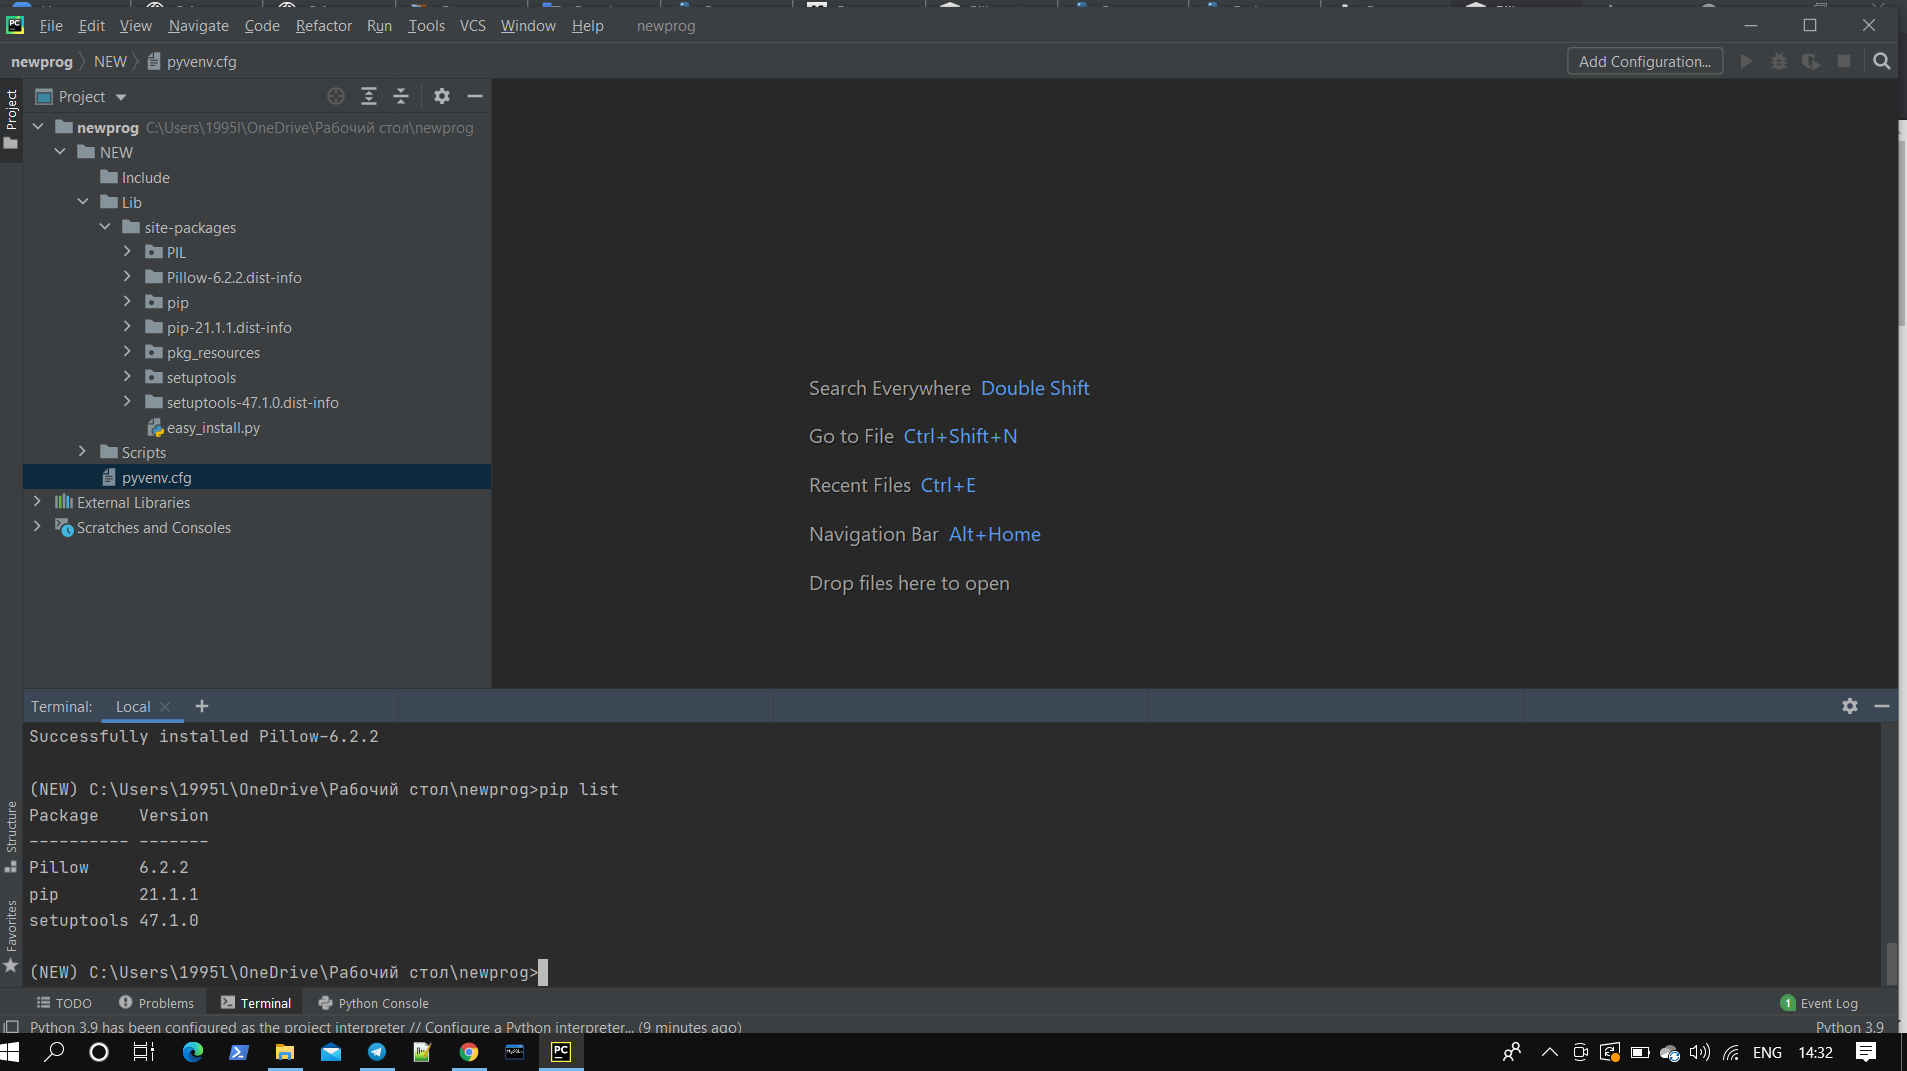 File Edit View Navigate Code Refactor Run Tools VCS Window Help newprog
newprog NEW pyvenv.cfg
Add Configuration...
Project
Project
newprog C:\Users\1995l\OneDrive\Рабочий стол\newprog
NEW
Include
Lib
site-packages
PIL
Pillow-6.2.2.dist-info
pip
pip-21.1.1.dist-info
pkg_resources
setuptools
setuptools-47.1.0.dist-info
easy_install.py
Scripts
pyvenv.cfg
External Libraries
Scratches and Consoles
Search Everywhere Double Shift
Go to File Ctrl+Shift+N
Recent Files Ctrl+E
Navigation Bar Alt+Home
Drop files here to open
Terminal: Local
Successfully installed Pillow-6.2.2
(NEW) C:\Users\1995l\OneDrive\Рабочий стол\newprog>pip list
Package Version
---------- -------
Pillow 6.2.2
pip 21.1.1
setuptools 47.1.0
(NEW) C:\Users\1995l\OneDrive\Рабочий стол\newprog>
Structure
Favorites
TODO Problems Terminal Python Console
1 Event Log
Python 3.9 has been configured as the project interpreter // Configure a Python interpreter... (9 minutes ago)
Python 3.9
PC
MySQL
PC
ENG 14:32